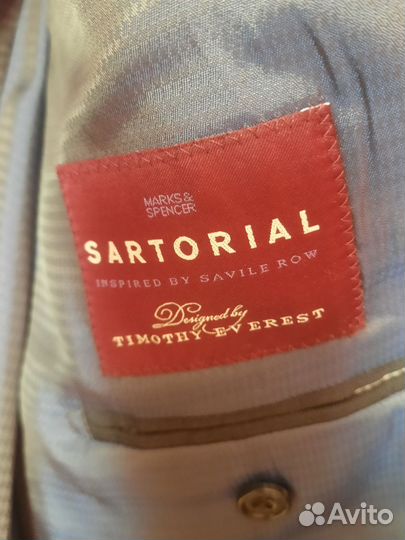 MARKS &
SPENCER
SARTORIAL
INSPIRED BY SAVILE ROW
Designed by
TIMOTHY EVEREST
Avito